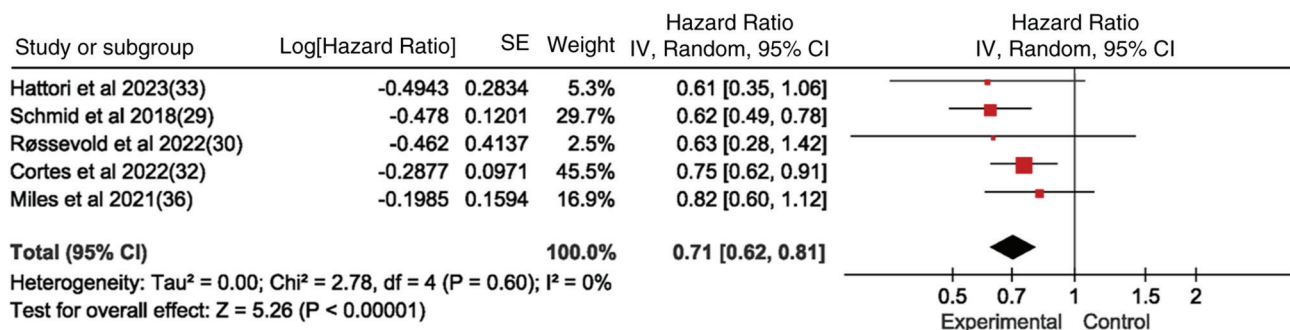 Hazard Ratio Hazard Ratio
Study or subgroup Log[Hazard Ratio] SE Weight IV, Random, 95% CI IV, Random, 95% CI
Hattori et al 2023(33) -0.4943 0.2834 5.3% 0.61 [0.35, 1.06]
Schmid et al 2018(29) -0.478 0.1201 29.7% 0.62 [0.49, 0.78]
Røssevold et al 2022(30) -0.462 0.4137 2.5% 0.63 [0.28, 1.42]
Cortes et al 2022(32) -0.2877 0.0971 45.5% 0.75 [0.62, 0.91]
Miles et al 2021(36) -0.1985 0.1594 16.9% 0.82 [0.60, 1.12]
Total (95% CI) 100.0% 0.71 [0.62, 0.81]
Heterogeneity: Tau² = 0.00; Chi² = 2.78, df = 4 (P = 0.60); I² = 0%
Test for overall effect: Z = 5.26 (P < 0.00001)
0.5 0.7 1 1.5 2
Experimental Control